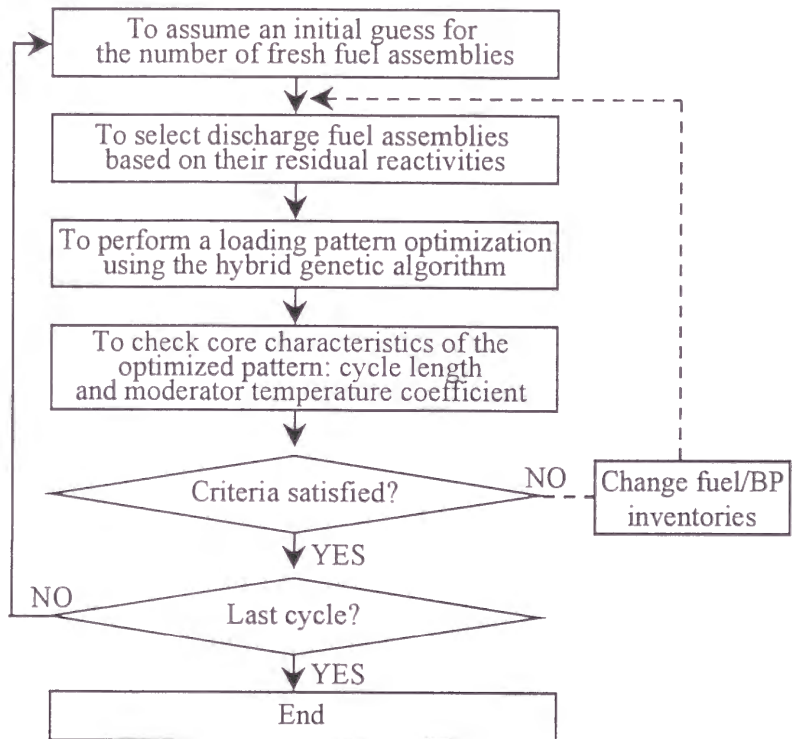 To assume an initial guess for
the number of fresh fuel assemblies
To select discharge fuel assemblies
based on their residual reactivities
To perform a loading pattern optimization
using the hybrid genetic algorithm
To check core characteristics of the
optimized pattern: cycle length
and moderator temperature coefficient
Criteria satisfied?
NO
Change fuel/BP
inventories
YES
NO
Last cycle?
YES
End